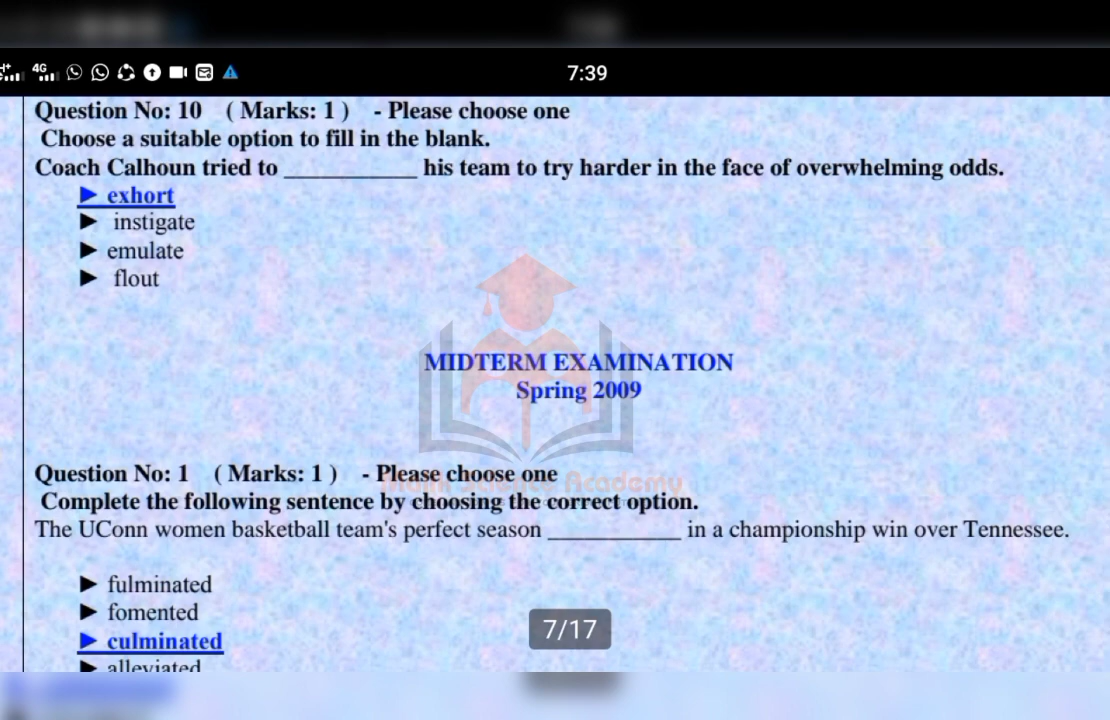 4G
7:39
Question No: 10 ( Marks: 1 ) - Please choose one
Choose a suitable option to fill in the blank.
Coach Calhoun tried to ___________ his team to try harder in the face of overwhelming odds.
► exhort
► instigate
► emulate
► flout
MIDTERM EXAMINATION
Spring 2009
Question No: 1 ( Marks: 1 ) - Please choose one
Complete the following sentence by choosing the correct option.
The UConn women basketball team's perfect season ___________ in a championship win over Tennessee.
► fulminated
► fomented
7/17
► culminated
► alleviated